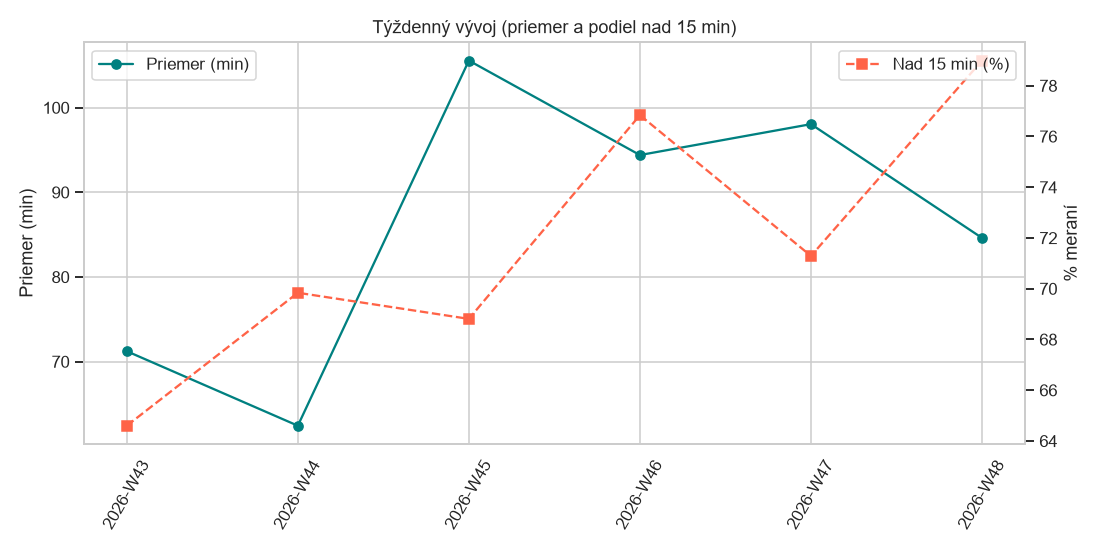 Týždenný vývoj (priemer a podiel nad 15 min)
Priemer (min)
Nad 15 min (%)
Priemer (min)
100
90
80
70
% meraní
78
76
74
72
70
68
66
64
2026-W43
2026-W44
2026-W45
2026-W46
2026-W47
2026-W48